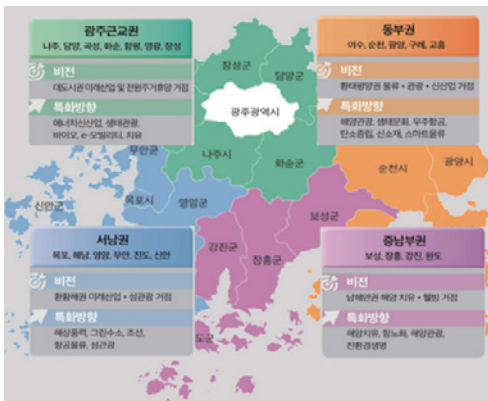 광주근교권
나주, 담양, 곡성, 화순, 함평, 영광, 장성
비전
대도시권 미래산업 및 전원주거휴양 거점
특화방향
에너지신산업, 생태관광,
바이오, e-모빌리티, 치유
동부권
여수, 순천, 광양, 구례, 고흥
비전
환태평양권 물류·관광·신산업 거점
특화방향
해양관광, 생태문화, 우주항공,
탄소중립, 신소재, 스마트물류
장성군
담양군
광주광역시
나주시
화순군
순천시
광양시
무안군
신안군
목포시
영암군
강진군
장흥군
보성군
서남권
목포, 해남, 영암, 무안, 진도, 신안
비전
환황해권 미래산업·섬관광 거점
특화방향
해상풍력, 그린수소, 조선,
항공물류, 섬관광
중남부권
보성, 장흥, 강진, 완도
비전
남해안권 해양 치유·웰빙 거점
특화방향
해양치유, 항노화, 해양관광,
친환경생명
도군